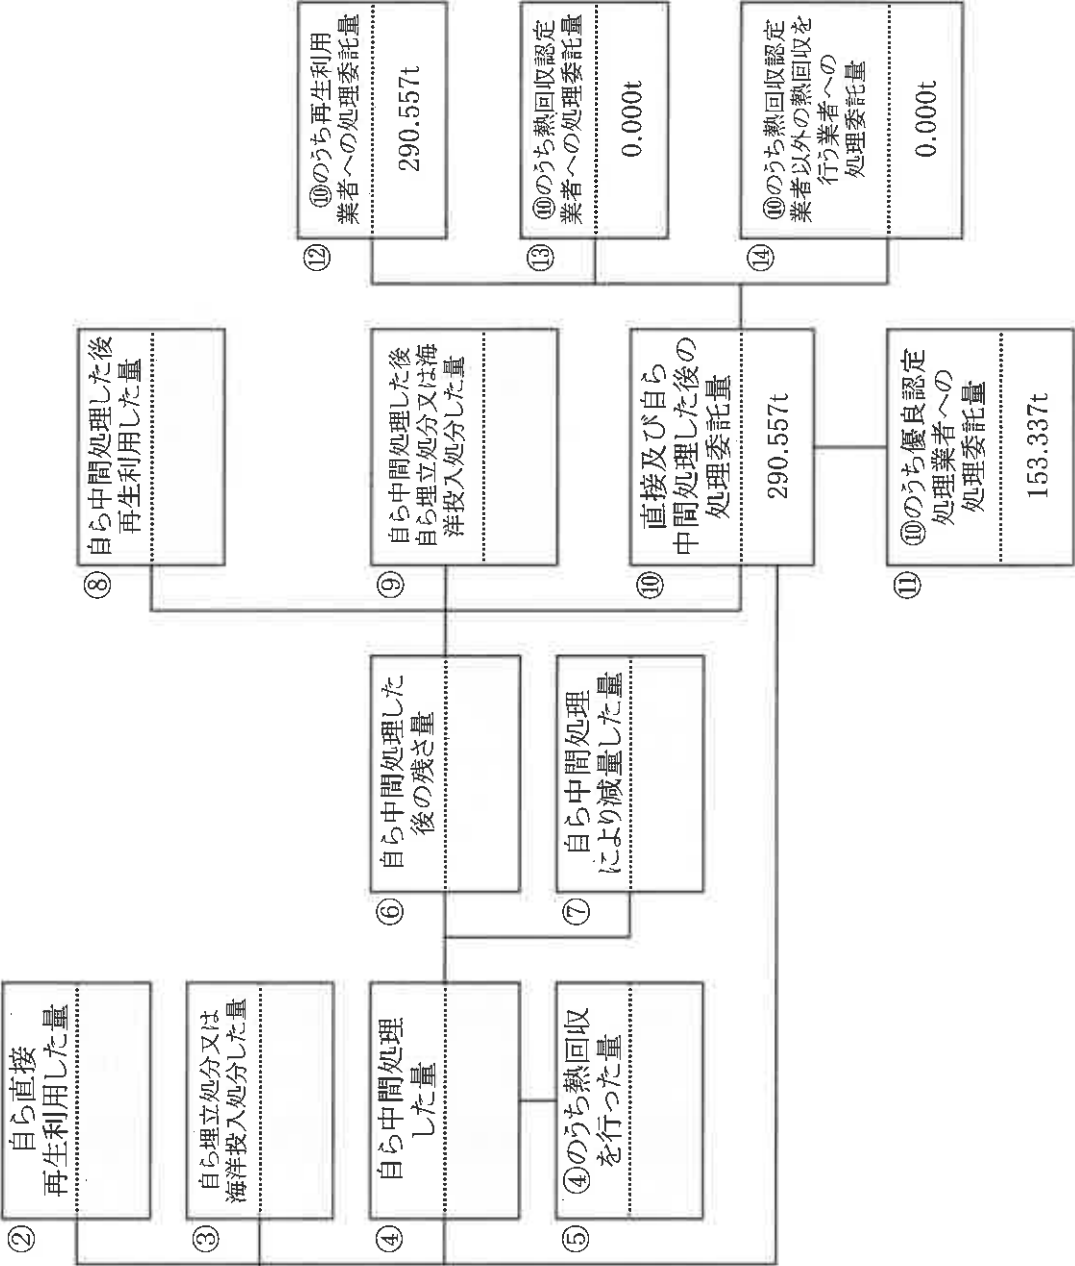 ②
自ら直接
再生利用した量
③
自ら埋立処分又は
海洋投入処分した量
④
自ら中間処理
した量
⑤
④のうち熱回収
を行った量
⑥
自ら中間処理した
後の残さ量
⑦
自ら中間処理
により減量した量
⑧
自ら中間処理した後
再生利用した量
⑨
自ら中間処理した後
自ら埋立処分又は海
洋投入処分した量
⑩
直接及び自ら
中間処理した後の
処理委託量
290.557t
⑪
⑩のうち優良認定
処理業者への
処理委託量
153.337t
⑫
⑩のうち再生利用
業者への処理委託量
290.557t
⑬
⑩のうち熱回収認定
業者への処理委託量
0.000t
⑭
⑩のうち熱回収認定
業者以外の熱回収を
行う業者への
処理委託量
0.000t